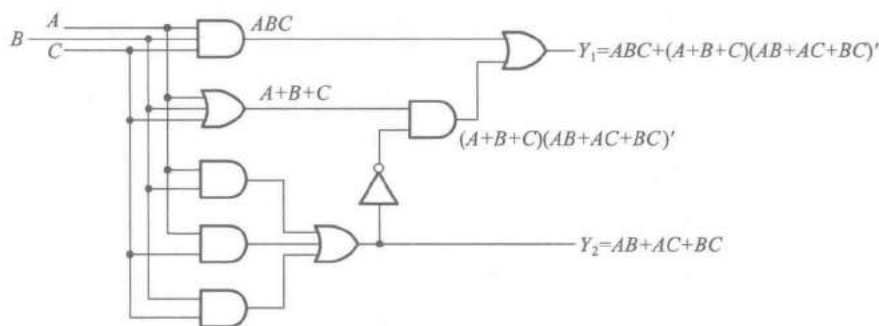 A
B
C
ABC
Y₁=ABC+(A+B+C)(AB+AC+BC)′
A+B+C
(A+B+C)(AB+AC+BC)′
Y₂=AB+AC+BC